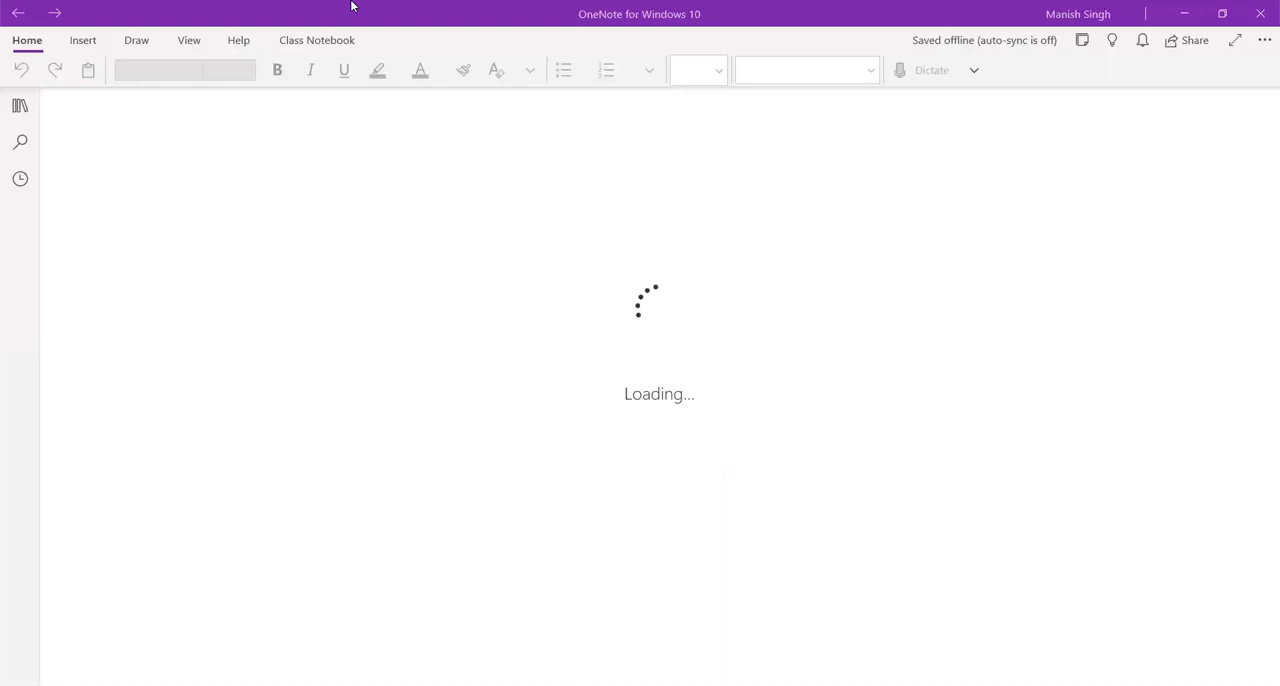 OneNote for Windows 10
Manish Singh
Home Insert Draw View Help Class Notebook
Saved offline (auto-sync is off) Share
B I U A Dictate
Loading...